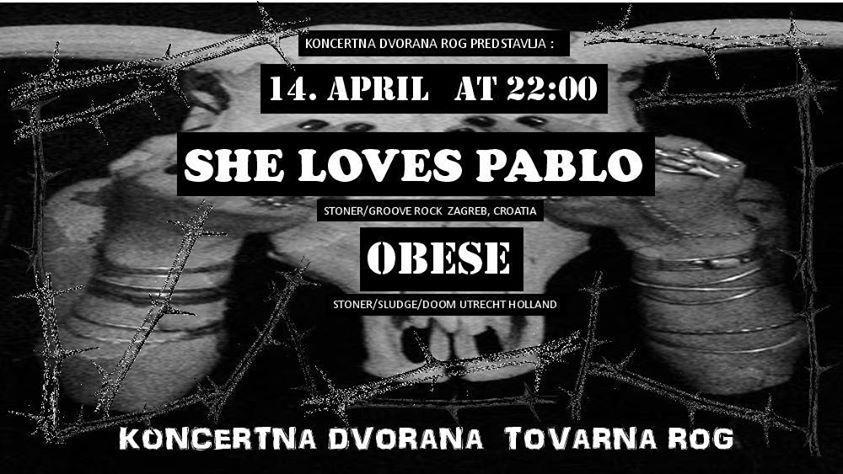 KONCERTNA DVORANA ROG PREDSTAVLJA :
14. APRIL AT 22:00
SHE LOVES PABLO
STONER/GROOVE ROCK ZAGREB, CROATIA
OBESE
STONER/SLUDGE/DOOM UTRECHT HOLLAND
KONCERTNA DVORANA TOVARNA ROG